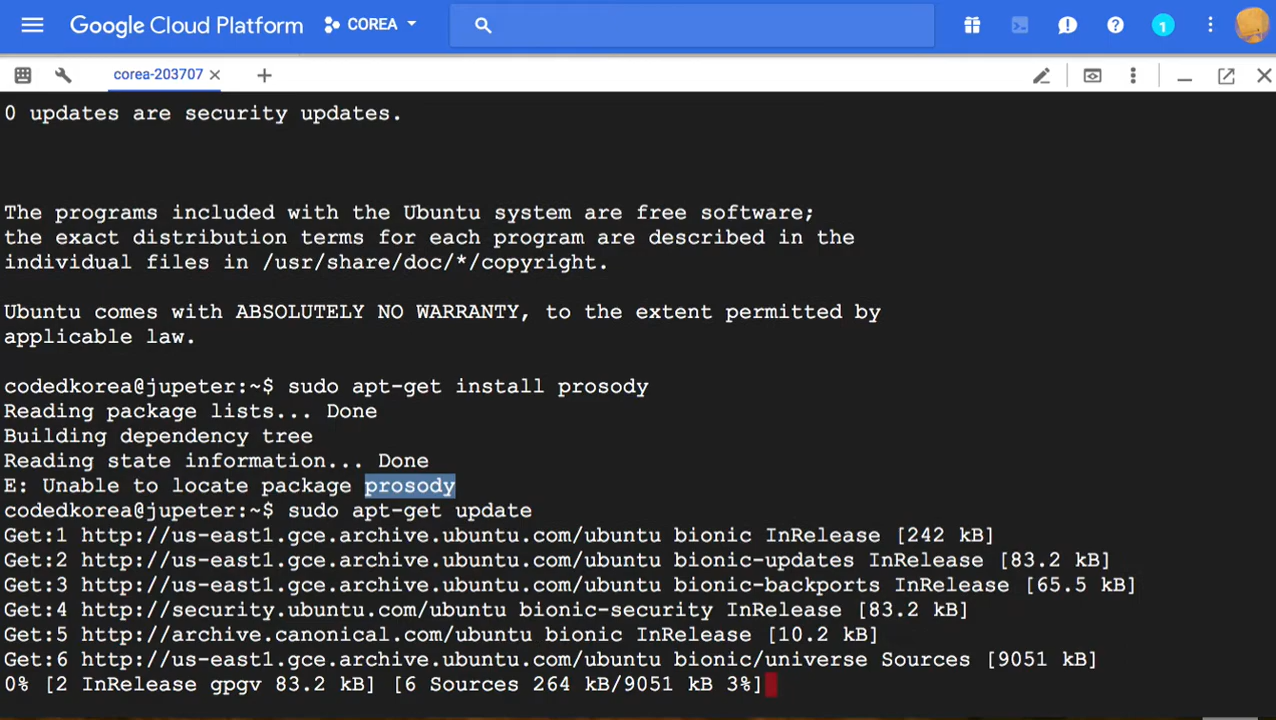 Google Cloud Platform
COREA
1
corea-203707
0 updates are security updates.
The programs included with the Ubuntu system are free software;
the exact distribution terms for each program are described in the
individual files in /usr/share/doc/*/copyright.
Ubuntu comes with ABSOLUTELY NO WARRANTY, to the extent permitted by
applicable law.
codedkorea@jupeter:~$ sudo apt-get install prosody
Reading package lists... Done
Building dependency tree
Reading state information... Done
E: Unable to locate package prosody
codedkorea@jupeter:~$ sudo apt-get update
Get:1 http://us-east1.gce.archive.ubuntu.com/ubuntu bionic InRelease [242 kB]
Get:2 http://us-east1.gce.archive.ubuntu.com/ubuntu bionic-updates InRelease [83.2 kB]
Get:3 http://us-east1.gce.archive.ubuntu.com/ubuntu bionic-backports InRelease [65.5 kB]
Get:4 http://security.ubuntu.com/ubuntu bionic-security InRelease [83.2 kB]
Get:5 http://archive.canonical.com/ubuntu bionic InRelease [10.2 kB]
Get:6 http://us-east1.gce.archive.ubuntu.com/ubuntu bionic/universe Sources [9051 kB]
0% [2 InRelease gpgv 83.2 kB] [6 Sources 264 kB/9051 kB 3%]